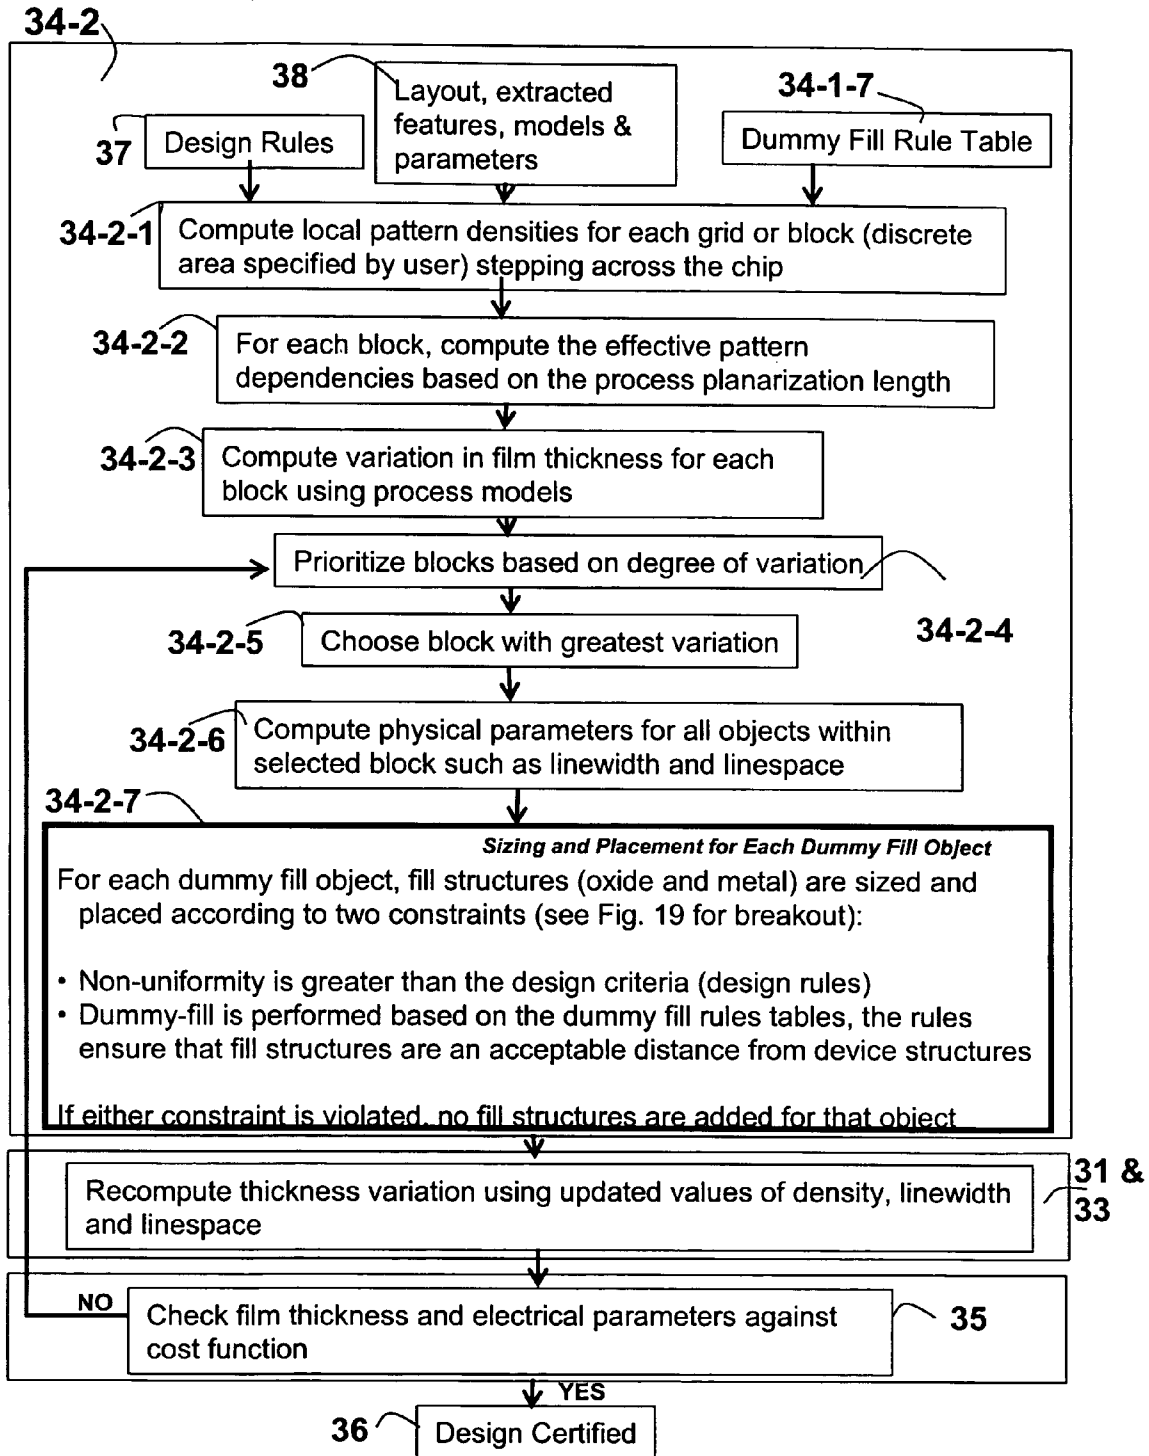 34-2
38
34-1-7
Layout, extracted
features, models &
parameters
37
Design Rules
Dummy Fill Rule Table
34-2-1
Compute local pattern densities for each grid or block (discrete
area specified by user) stepping across the chip
34-2-2
For each block, compute the effective pattern
dependencies based on the process planarization length
34-2-3
Compute variation in film thickness for each
block using process models
Prioritize blocks based on degree of variation
34-2-4
34-2-5
Choose block with greatest variation
34-2-6
Compute physical parameters for all objects within
selected block such as linewidth and linespace
34-2-7
Sizing and Placement for Each Dummy Fill Object
For each dummy fill object, fill structures (oxide and metal) are sized and
placed according to two constraints (see Fig. 19 for breakout):
• Non-uniformity is greater than the design criteria (design rules)
• Dummy-fill is performed based on the dummy fill rules tables, the rules
ensure that fill structures are an acceptable distance from device structures
If either constraint is violated, no fill structures are added for that object
31 &
33
Recompute thickness variation using updated values of density, linewidth
and linespace
NO
Check film thickness and electrical parameters against
cost function
35
YES
36
Design Certified